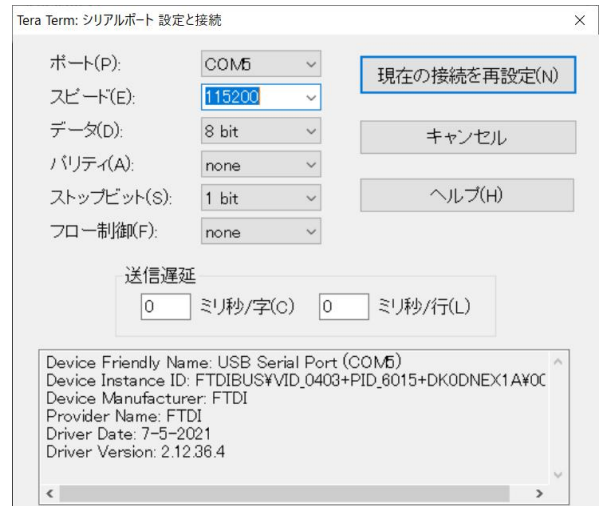 Tera Term: シリアルポート 設定と接続
ポート(P): COM5
現在の接続を再設定(N)
スピード(E): 115200
データ(D): 8 bit
キャンセル
パリティ(A): none
ストップビット(S): 1 bit
ヘルプ(H)
フロー制御(F): none
送信遅延
0 ミリ秒/字(C) 0 ミリ秒/行(L)
Device Friendly Name: USB Serial Port (COM5)
Device Instance ID: FTDIBUS¥VID_0403+PID_6015+DK0DNEX1A¥00
Device Manufacturer: FTDI
Provider Name: FTDI
Driver Date: 7-5-2021
Driver Version: 2.12.36.4